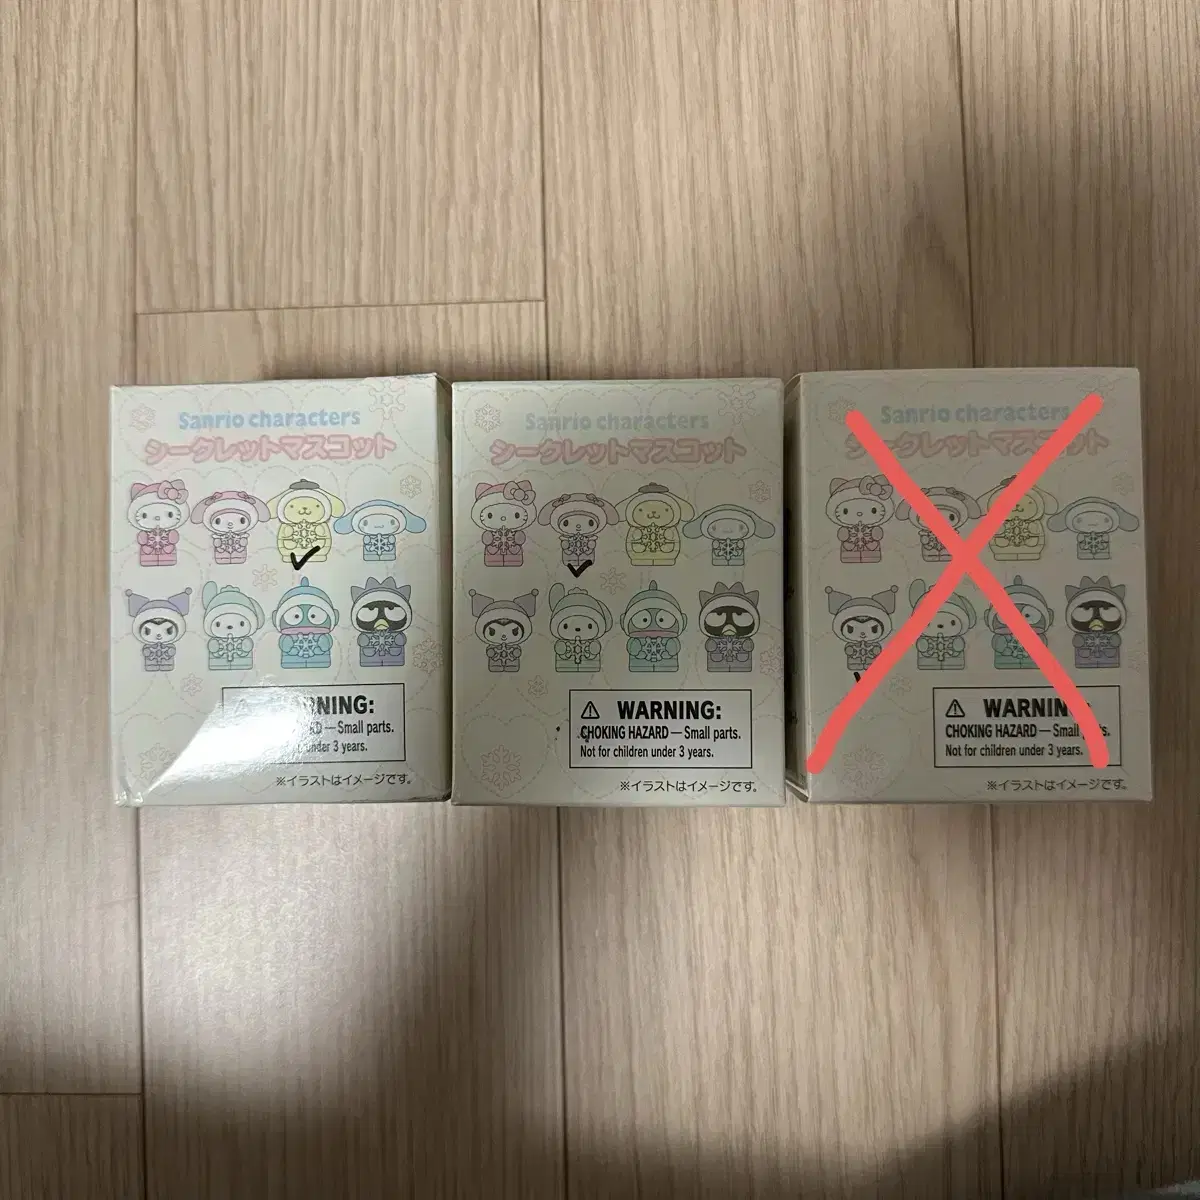 Sanrio characters
シークレットマスコット
WARNING:
— Small parts.
under 3 years.
※イラストはイメージです。
Sanrio characters
シークレットマスコット
WARNING:
CHOKING HAZARD — Small parts.
Not for children under 3 years.
※イラストはイメージです。
Sanrio characters
シークレットマスコット
WARNING:
CHOKING HAZARD — Small parts.
Not for children under 3 years.
※イラストはイメージです。